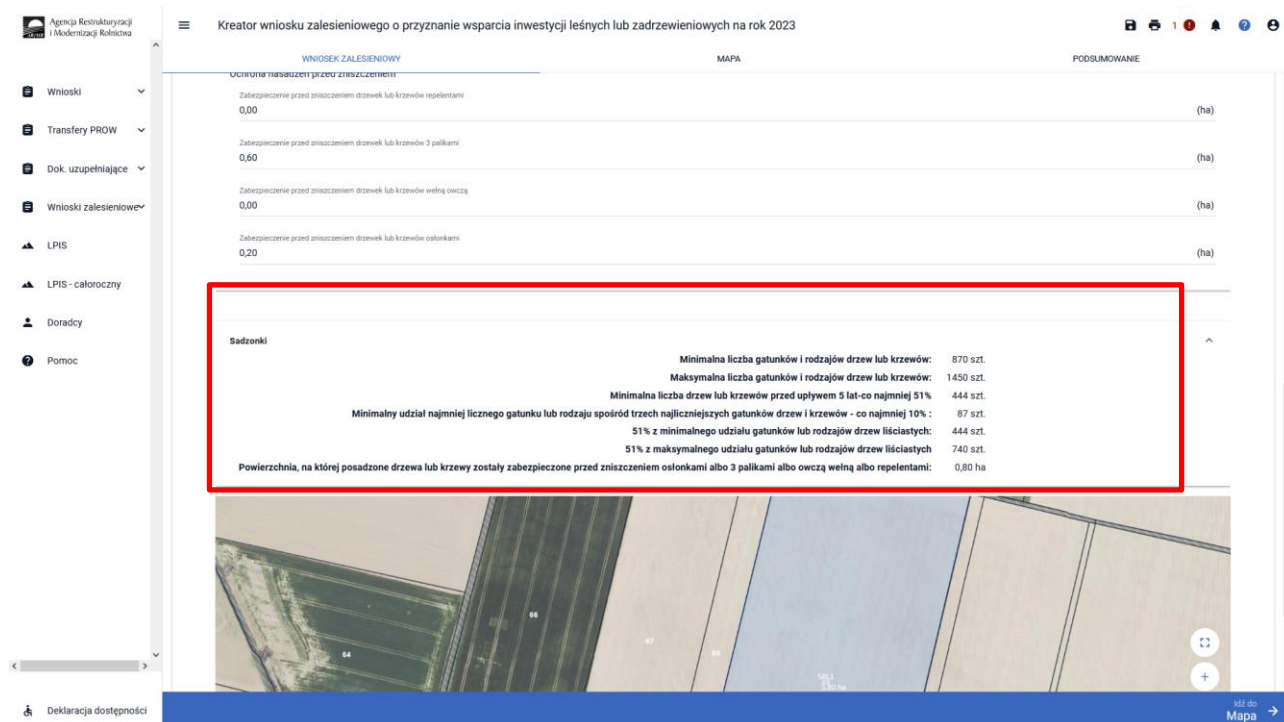 Agencja Restrukturyzacji
i Modernizacji Rolnictwa
Kreator wniosku zalesieniowego o przyznanie wsparcia inwestycji leśnych lub zadrzewieniowych na rok 2023
1
WNIOSEK ZALESIENIOWY
MAPA
PODSUMOWANIE
Wnioski
Transfery PROW
Dok. uzupełniające
Wnioski zalesieniowe
LPIS
LPIS - całoroczny
Doradcy
Pomoc
Deklaracja dostępności
Ochrona nasadzeń przed zniszczeniem
Zabezpieczenie przed zniszczeniem drzewek lub krzewów repelentami
0,00 (ha)
Zabezpieczenie przed zniszczeniem drzewek lub krzewów 3 palikami
0,60 (ha)
Zabezpieczenie przed zniszczeniem drzewek lub krzewów wełną owczą
0,00 (ha)
Zabezpieczenie przed zniszczeniem drzewek lub krzewów osłonkami
0,20 (ha)
Sadzonki
Minimalna liczba gatunków i rodzajów drzew lub krzewów: 870 szt.
Maksymalna liczba gatunków i rodzajów drzew lub krzewów: 1450 szt.
Minimalna liczba drzew lub krzewów przed upływem 5 lat-co najmniej 51% 444 szt.
Minimalny udział najmniej licznego gatunku lub rodzaju spośród trzech najliczniejszych gatunków drzew i krzewów - co najmniej 10% : 87 szt.
51% z minimalnego udziału gatunków lub rodzajów drzew liściastych: 444 szt.
51% z maksymalnego udziału gatunków lub rodzajów drzew liściastych 740 szt.
Powierzchnia, na której posadzone drzewa lub krzewy zostały zabezpieczone przed zniszczeniem osłonkami albo 3 palikami albo owczą wełną albo repelentami: 0,80 ha
66
67
64
Idź do
Mapa